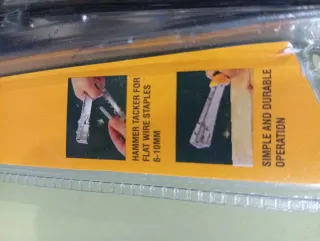 HAMMER TACKER FOR
FLAT WIRE STAPLES
6-10MM
SIMPLE AND DURABLE
OPERATION